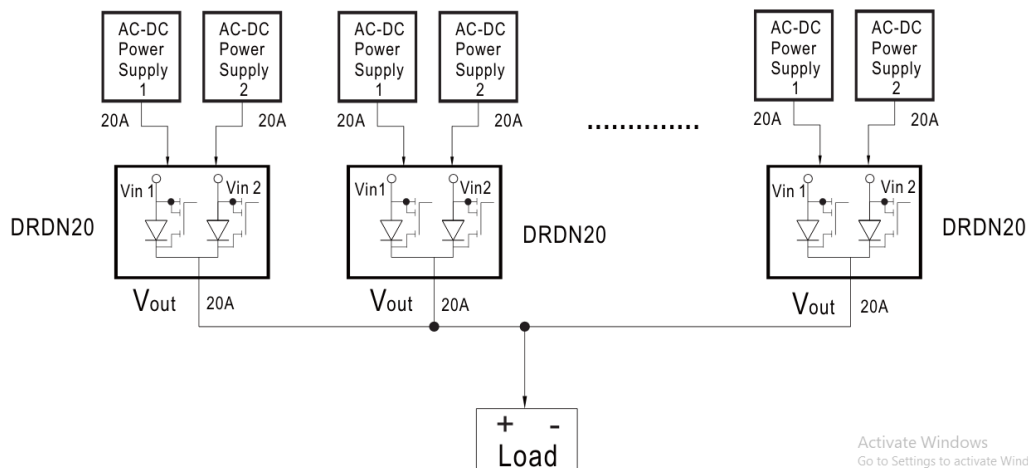 AC-DC
Power
Supply
1
AC-DC
Power
Supply
2
AC-DC
Power
Supply
1
AC-DC
Power
Supply
2
AC-DC
Power
Supply
1
AC-DC
Power
Supply
2
20A
20A
20A
20A
20A
20A
Vin 1
Vin 2
Vin1
Vin2
Vin 1
Vin 2
DRDN20
DRDN20
DRDN20
Vout
20A
Vout
20A
Vout
20A
+ -
Load
Activate Windows
Go to Settings to activate Wind